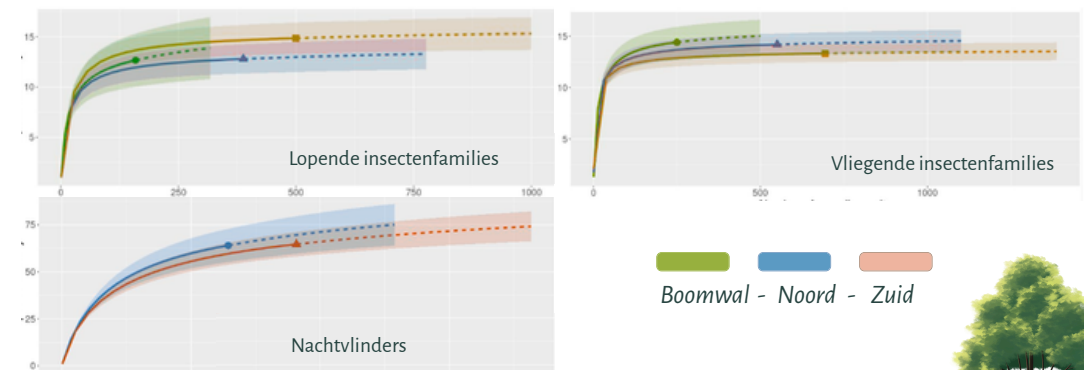 15-
10-
5-
Lopende insectenfamilies
0 250 500 750 1000
15-
10-
5-
Vliegende insectenfamilies
0 500 1000
75-
50-
25-
0-
Nachtvlinders
Boomwal - Noord - Zuid